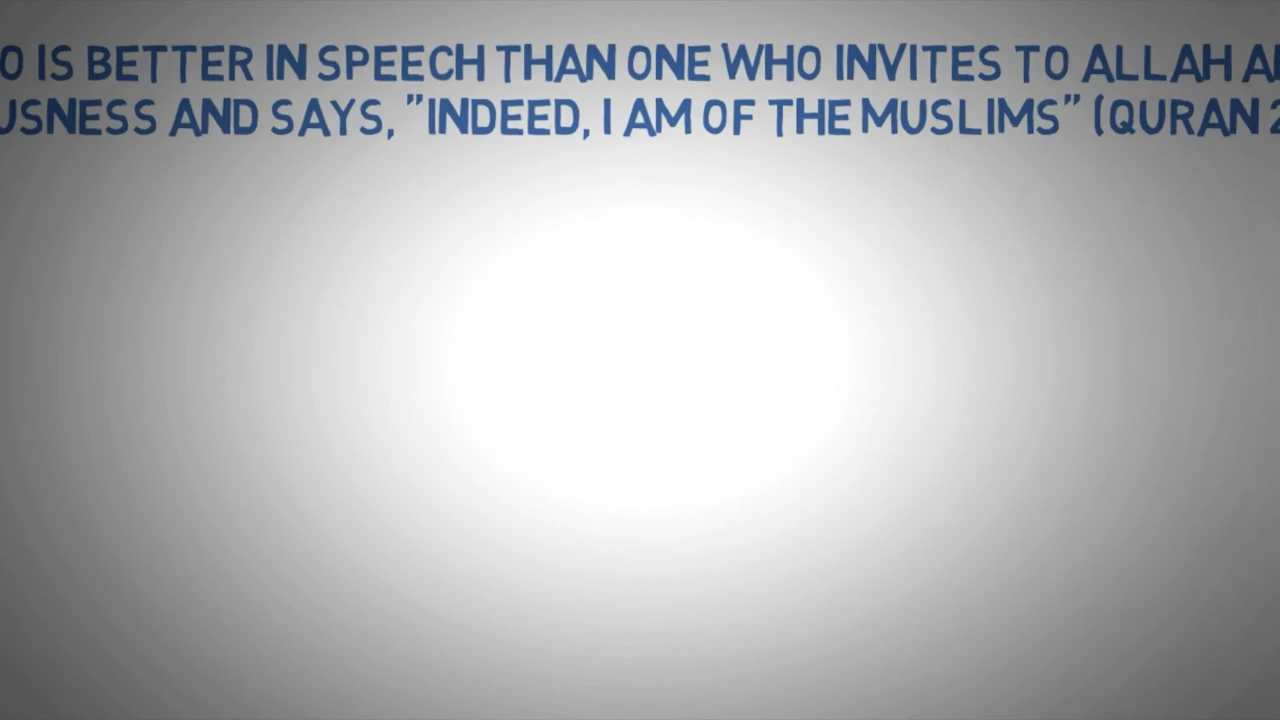 O IS BETTER IN SPEECH THAN ONE WHO INVITES TO ALLAH A
USNESS AND SAYS, "INDEED, I AM OF THE MUSLIMS" (QURAN 2